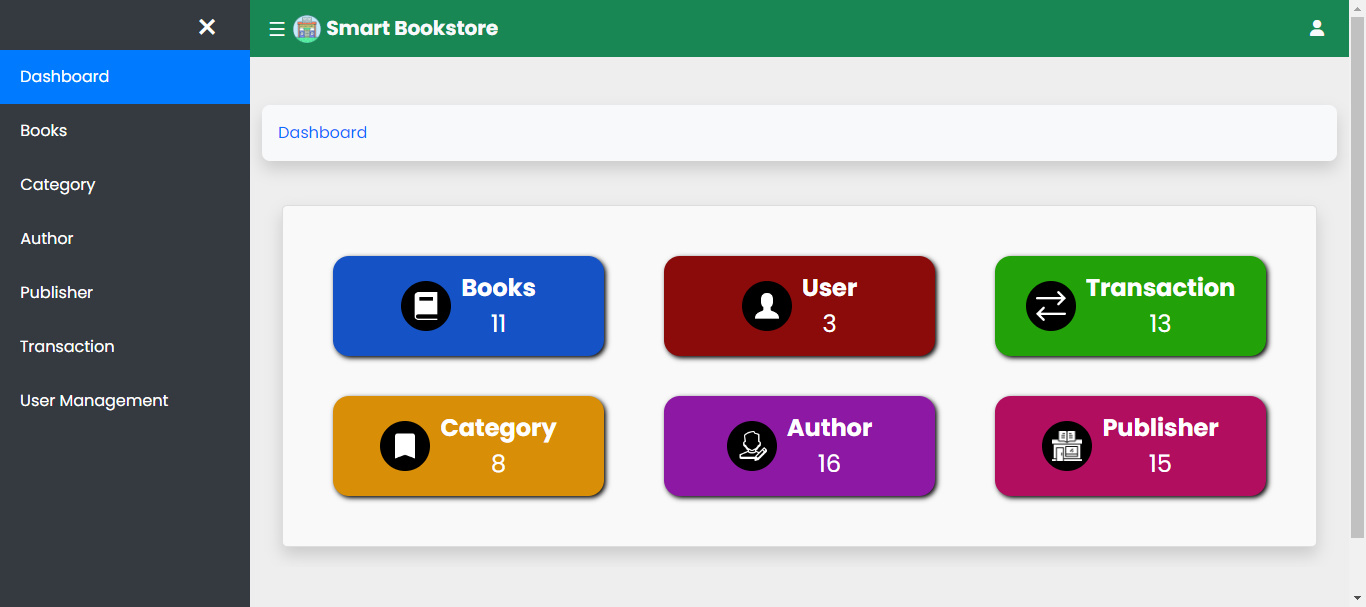 Smart Bookstore
Dashboard
Books
Category
Author
Publisher
Transaction
User Management
Dashboard
Books
11
User
3
Transaction
13
Category
8
Author
16
Publisher
15